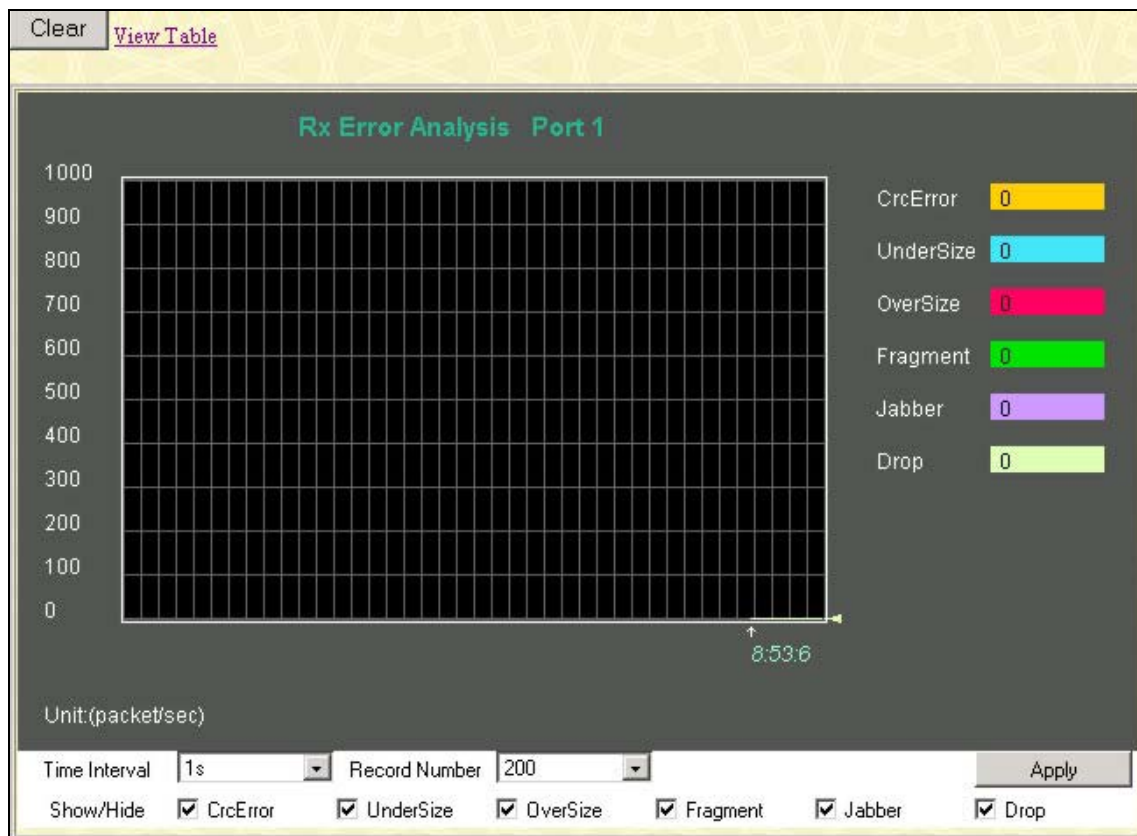 Clear View Table
Rx Error Analysis Port 1
1000
900
800
700
600
500
400
300
200
100
0
CrcError 0
UnderSize 0
OverSize 0
Fragment 0
Jabber 0
Drop 0
8:53:6
Unit:(packet/sec)
Time Interval 1s Record Number 200 Apply
Show/Hide CrcError UnderSize OverSize Fragment Jabber Drop